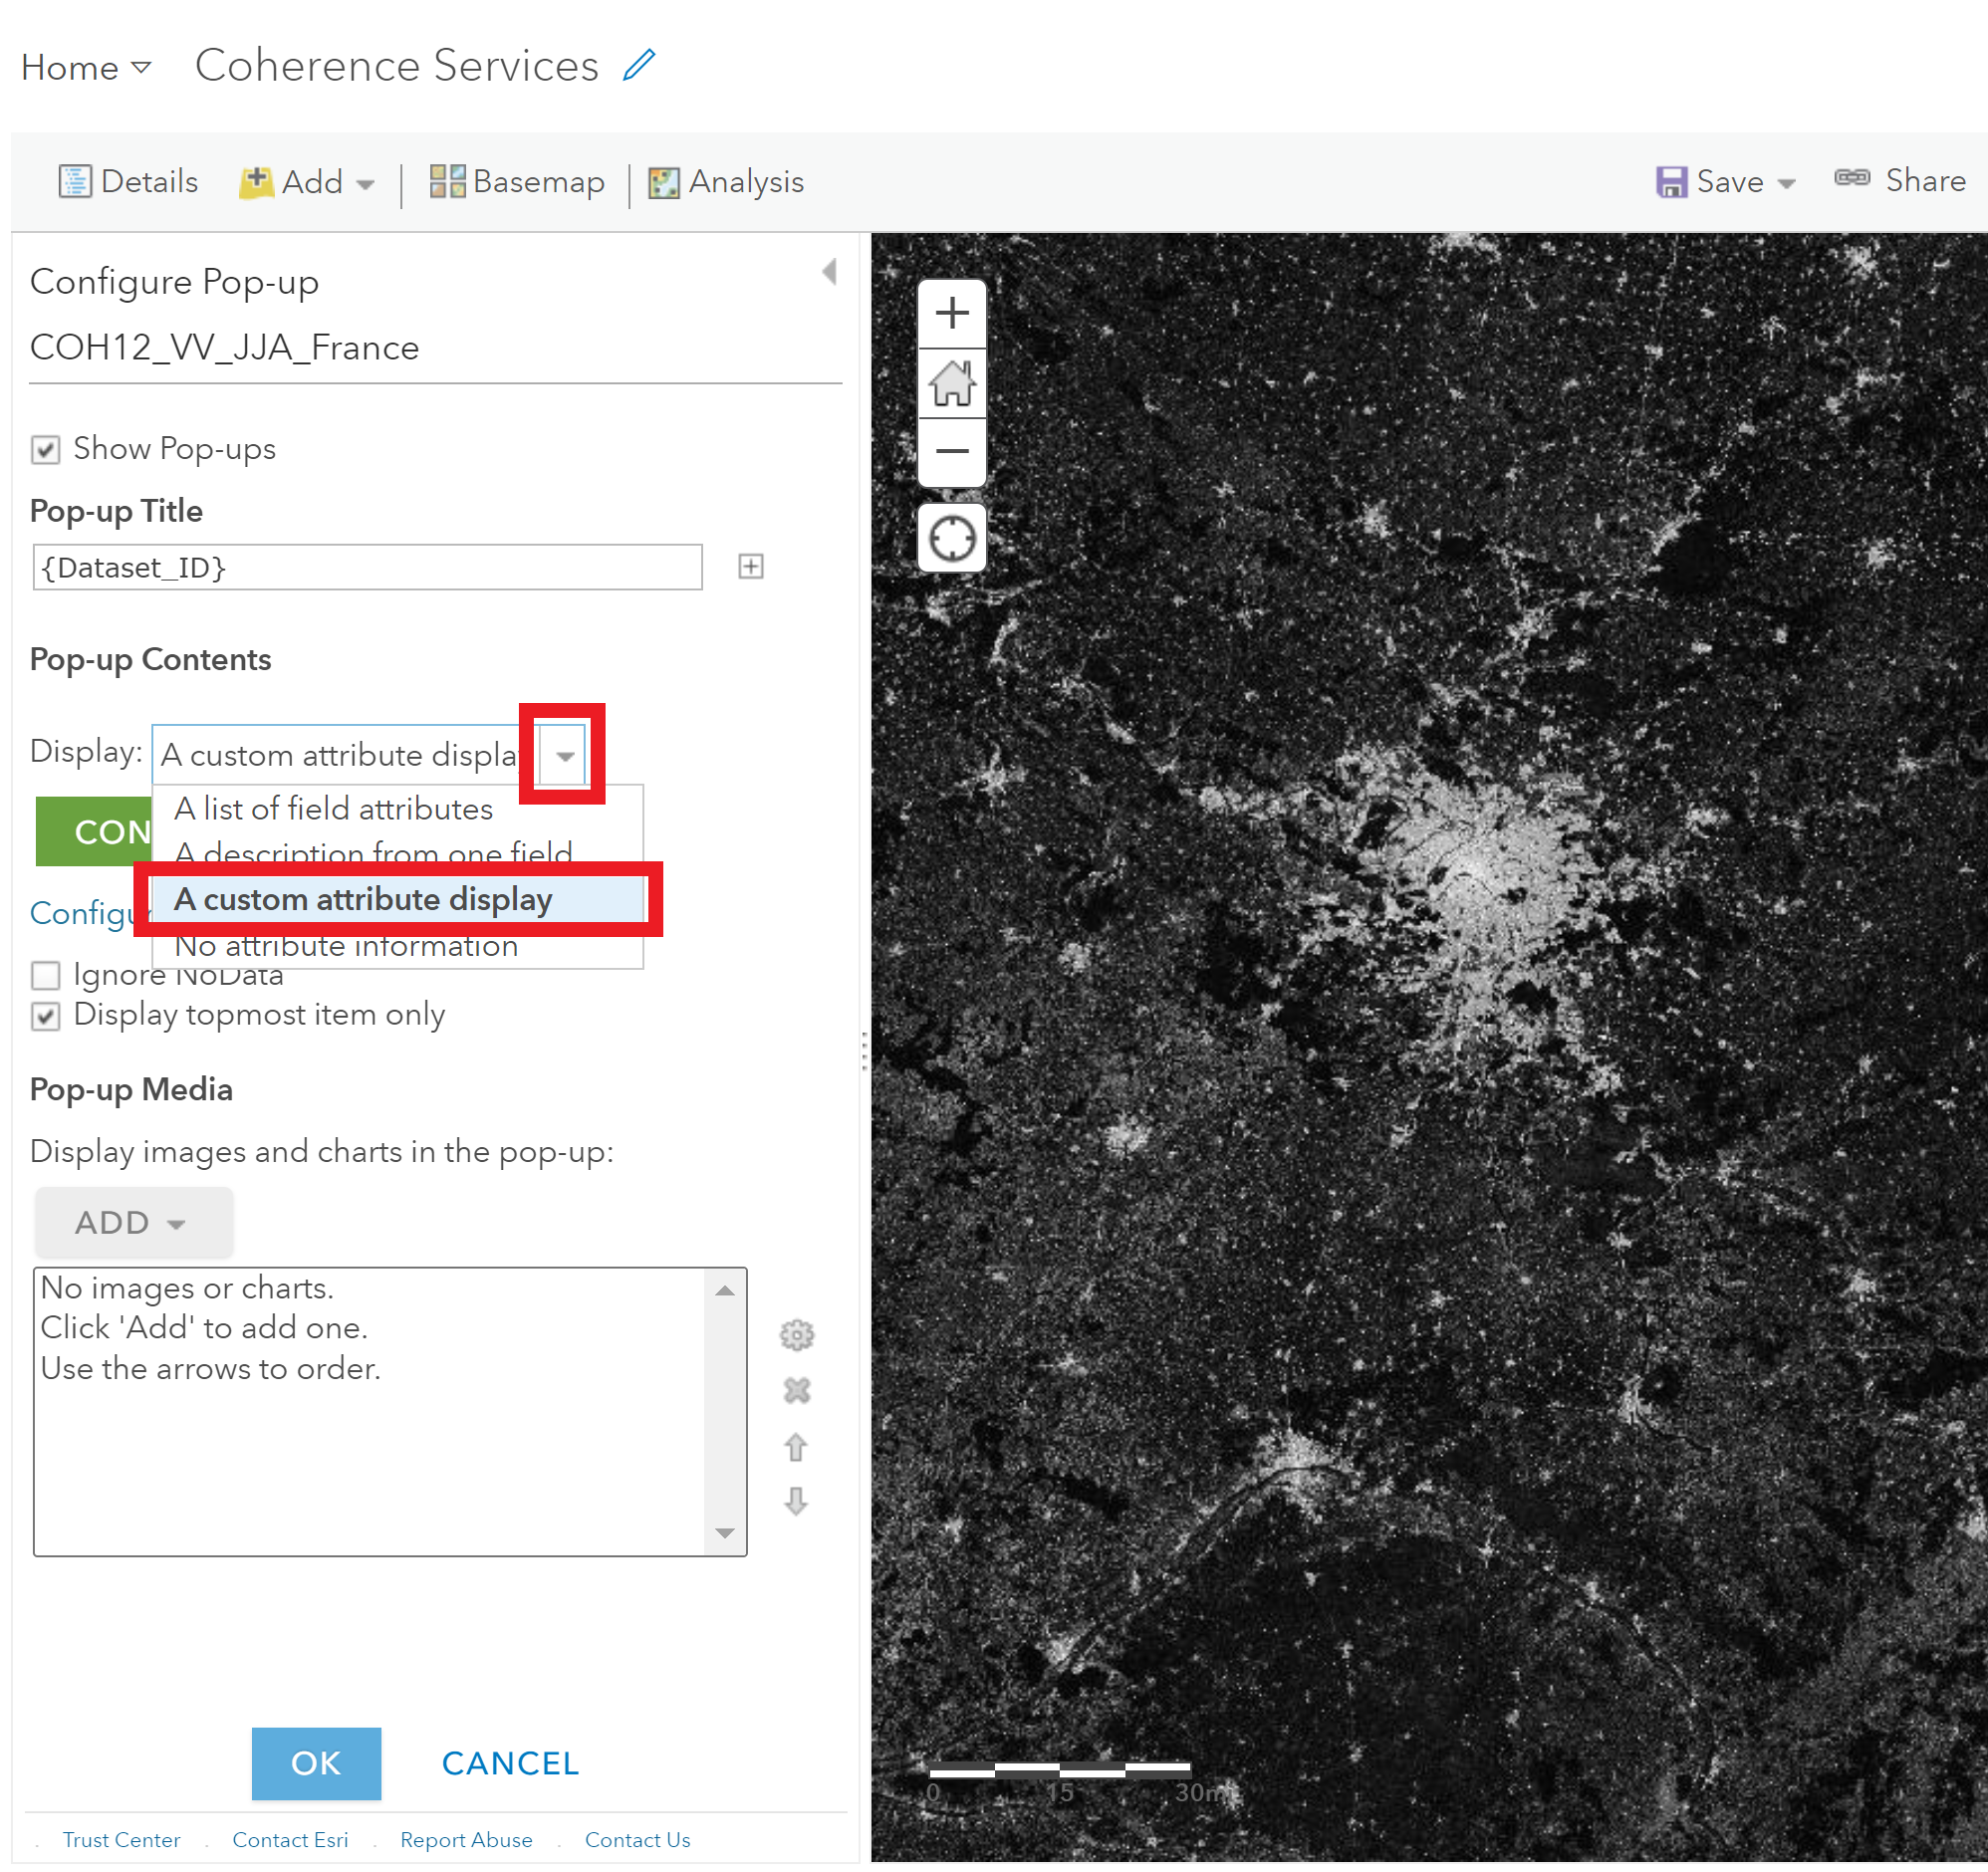 Home Coherence Services
Details Add Basemap Analysis Save Share
Configure Pop-up
COH12_VV_JJA_France
Show Pop-ups
Pop-up Title
{Dataset_ID}
Pop-up Contents
Display: A custom attribute display
A list of field attributes
CON
A description from one field
A custom attribute display
Configur
No attribute information
Ignore NoData
Display topmost item only
Pop-up Media
Display images and charts in the pop-up:
ADD
No images or charts.
Click 'Add' to add one.
Use the arrows to order.
OK CANCEL
0 15 30mi
Trust Center Contact Esri Report Abuse Contact Us